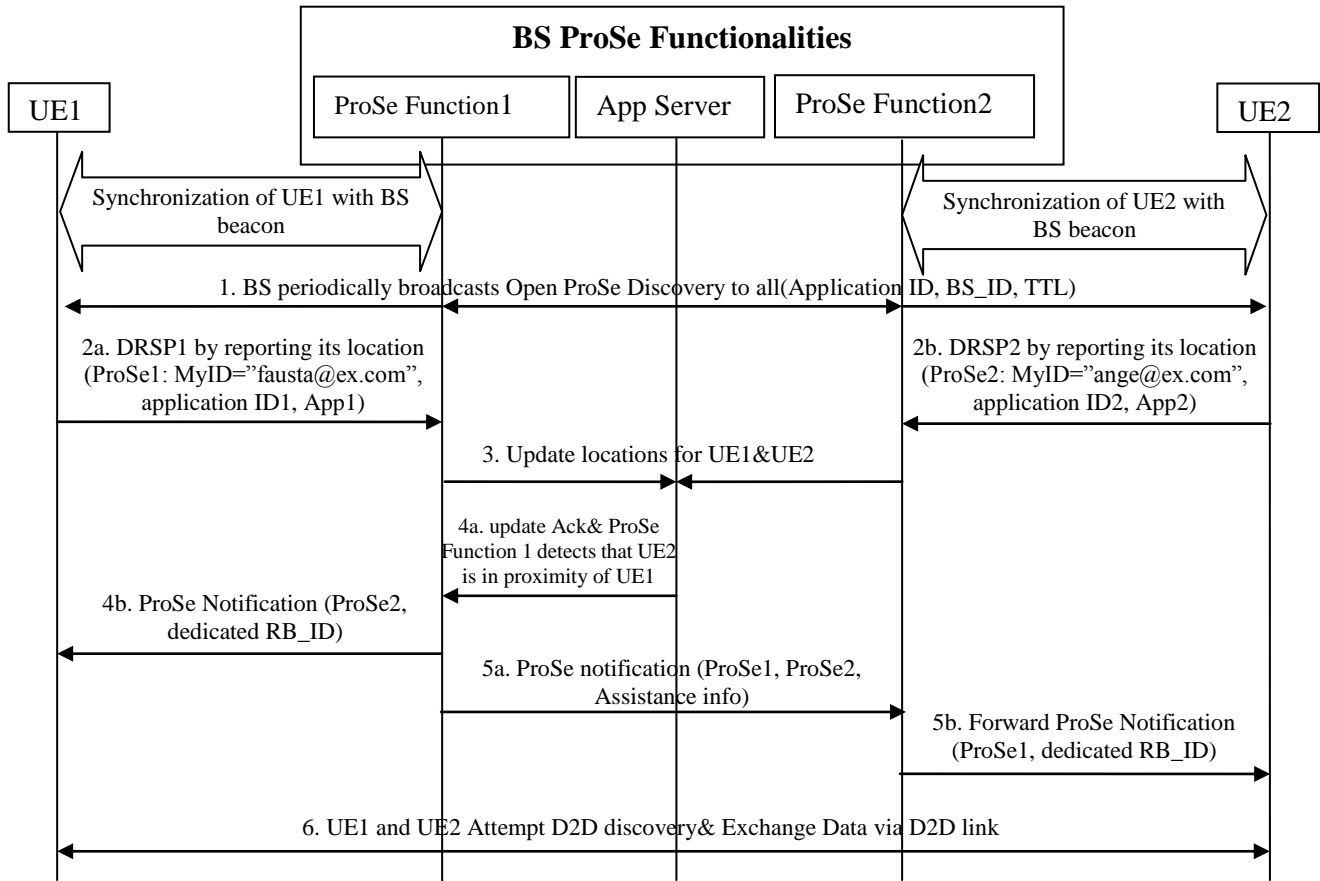 BS ProSe Functionalities
UE1
ProSe Function1
App Server
ProSe Function2
UE2
Synchronization of UE1 with BS
beacon
Synchronization of UE2 with
BS beacon
1. BS periodically broadcasts Open ProSe Discovery to all(Application ID, BS_ID, TTL)
2a. DRSP1 by reporting its location
(ProSe1: MyID=”fausta@ex.com”,
application ID1, App1)
2b. DRSP2 by reporting its location
(ProSe2: MyID=”ange@ex.com”,
application ID2, App2)
3. Update locations for UE1&UE2
4a. update Ack& ProSe
Function 1 detects that UE2
is in proximity of UE1
4b. ProSe Notification (ProSe2,
dedicated RB_ID)
5a. ProSe notification (ProSe1, ProSe2,
Assistance info)
5b. Forward ProSe Notification
(ProSe1, dedicated RB_ID)
6. UE1 and UE2 Attempt D2D discovery& Exchange Data via D2D link